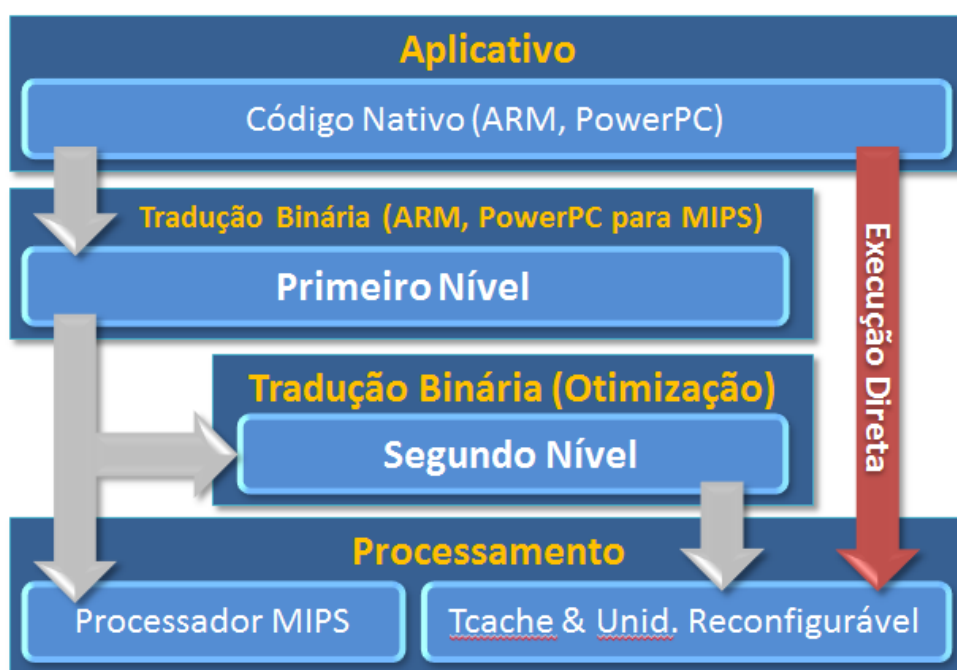 Aplicativo
Código Nativo (ARM, PowerPC)
Tradução Binária (ARM, PowerPC para MIPS)
Primeiro Nível
Execução Direta
Tradução Binária (Otimização)
Segundo Nível
Processamento
Processador MIPS
Tcache & Unid. Reconfigurável